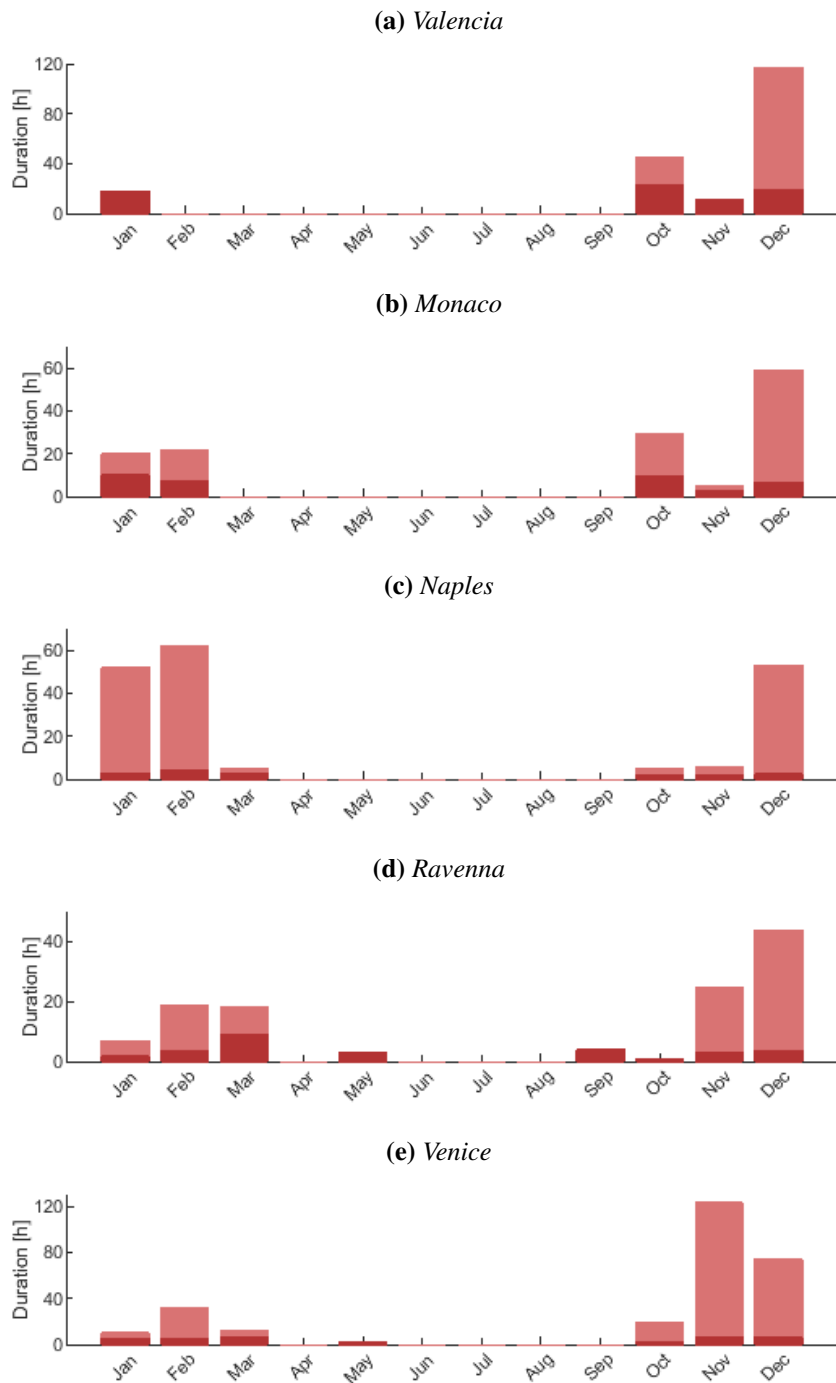 (a) Valencia
120
80
40
0
Duration [h]
Jan Feb Mar Apr May Jun Jul Aug Sep Oct Nov Dec
(b) Monaco
60
40
20
0
Duration [h]
Jan Feb Mar Apr May Jun Jul Aug Sep Oct Nov Dec
(c) Naples
60
40
20
0
Duration [h]
Jan Feb Mar Apr May Jun Jul Aug Sep Oct Nov Dec
(d) Ravenna
40
20
0
Duration [h]
Jan Feb Mar Apr May Jun Jul Aug Sep Oct Nov Dec
(e) Venice
120
80
40
0
Duration [h]
Jan Feb Mar Apr May Jun Jul Aug Sep Oct Nov Dec